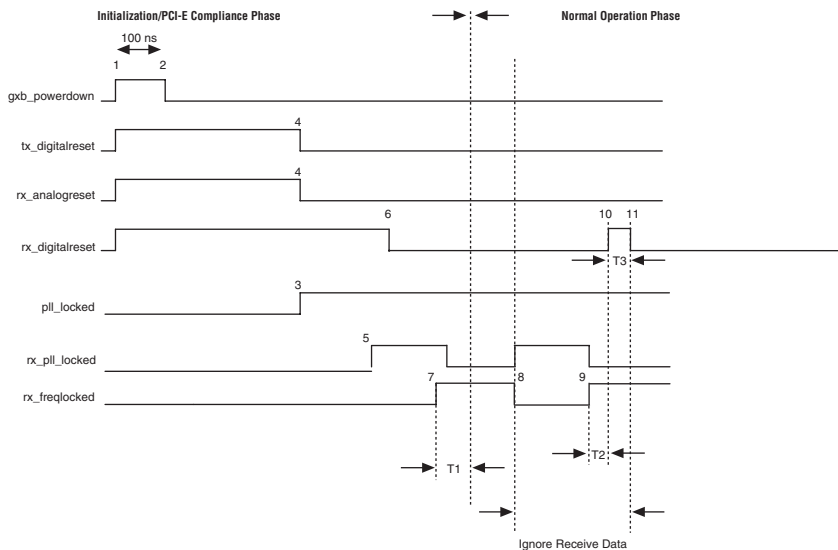 Initialization/PCI-E Compliance Phase
Normal Operation Phase
100 ns
1 2
gxb_powerdown
4
tx_digitalreset
4
rx_analogreset
6 10 11
rx_digitalreset
T3
3
pll_locked
5
rx_pll_locked
7 8 9
rx_freqlocked
T1 T2
Ignore Receive Data